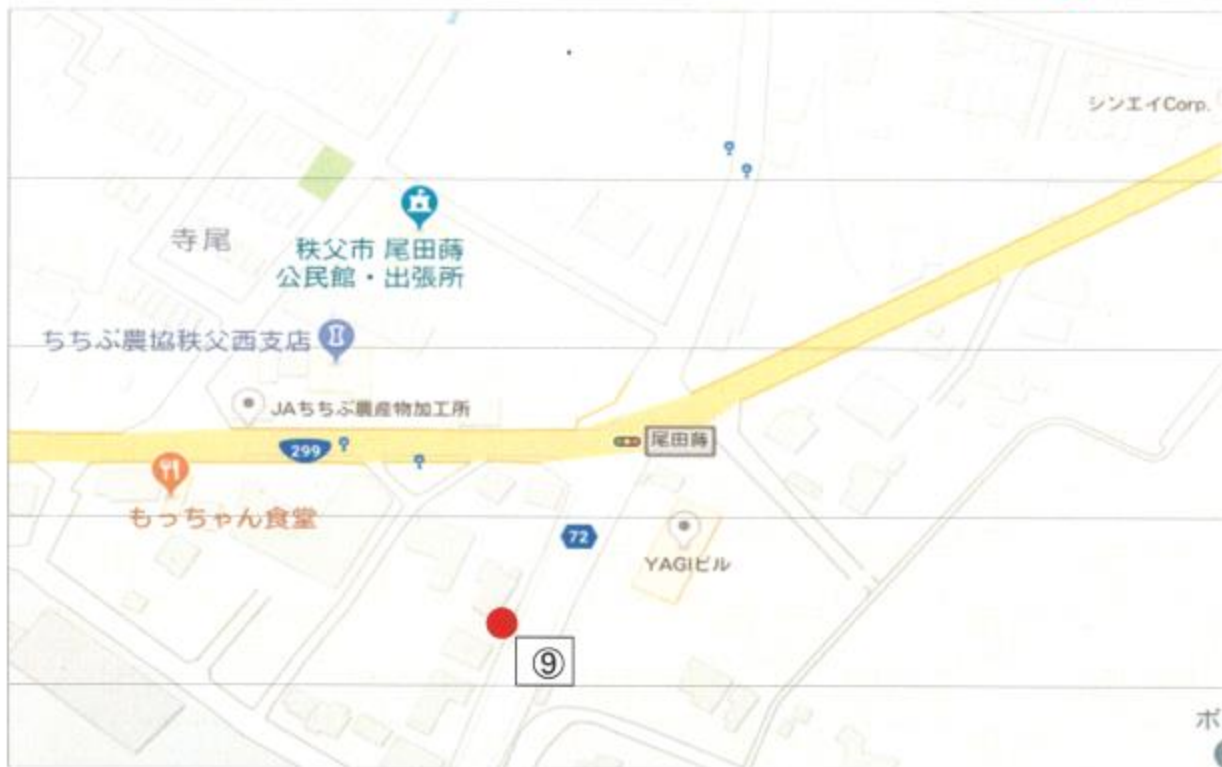 シンエイCorp.
寺尾
秩父市 尾田蒔
公民館・出張所
ちちぶ農協秩父西支店
JAちちぶ農産物加工所
299
尾田蒔
もっちゃん食堂
72
YAGIビル
⑨
ボ